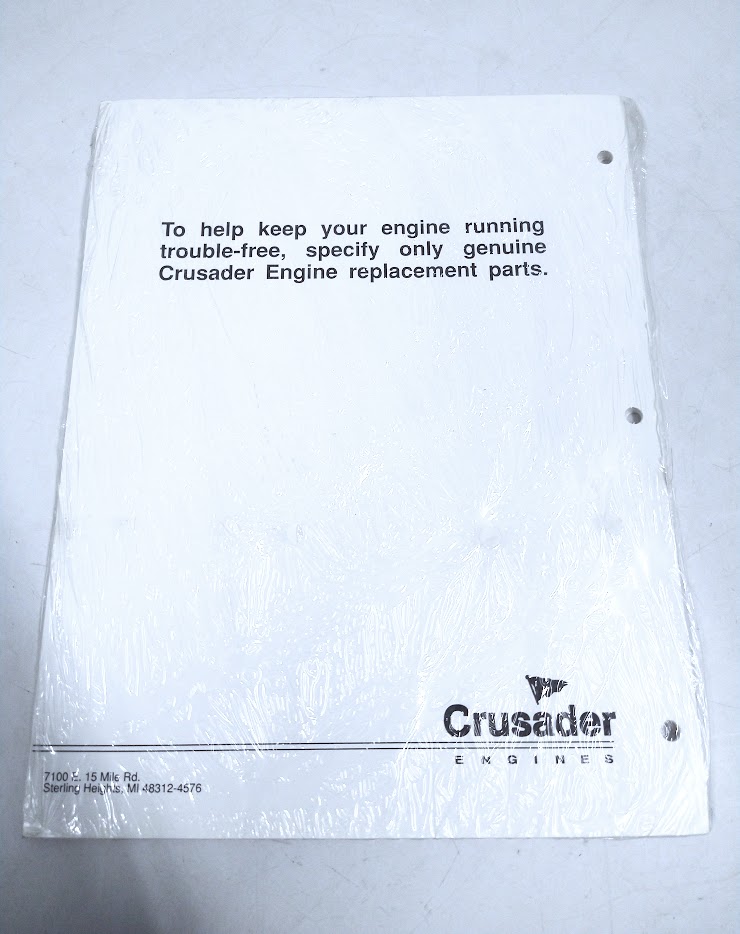 To help keep your engine running
trouble-free, specify only genuine
Crusader Engine replacement parts.
Crusader
ENGINES
7100 E. 15 Mile Rd.
Sterling Heights, MI 48312-4576